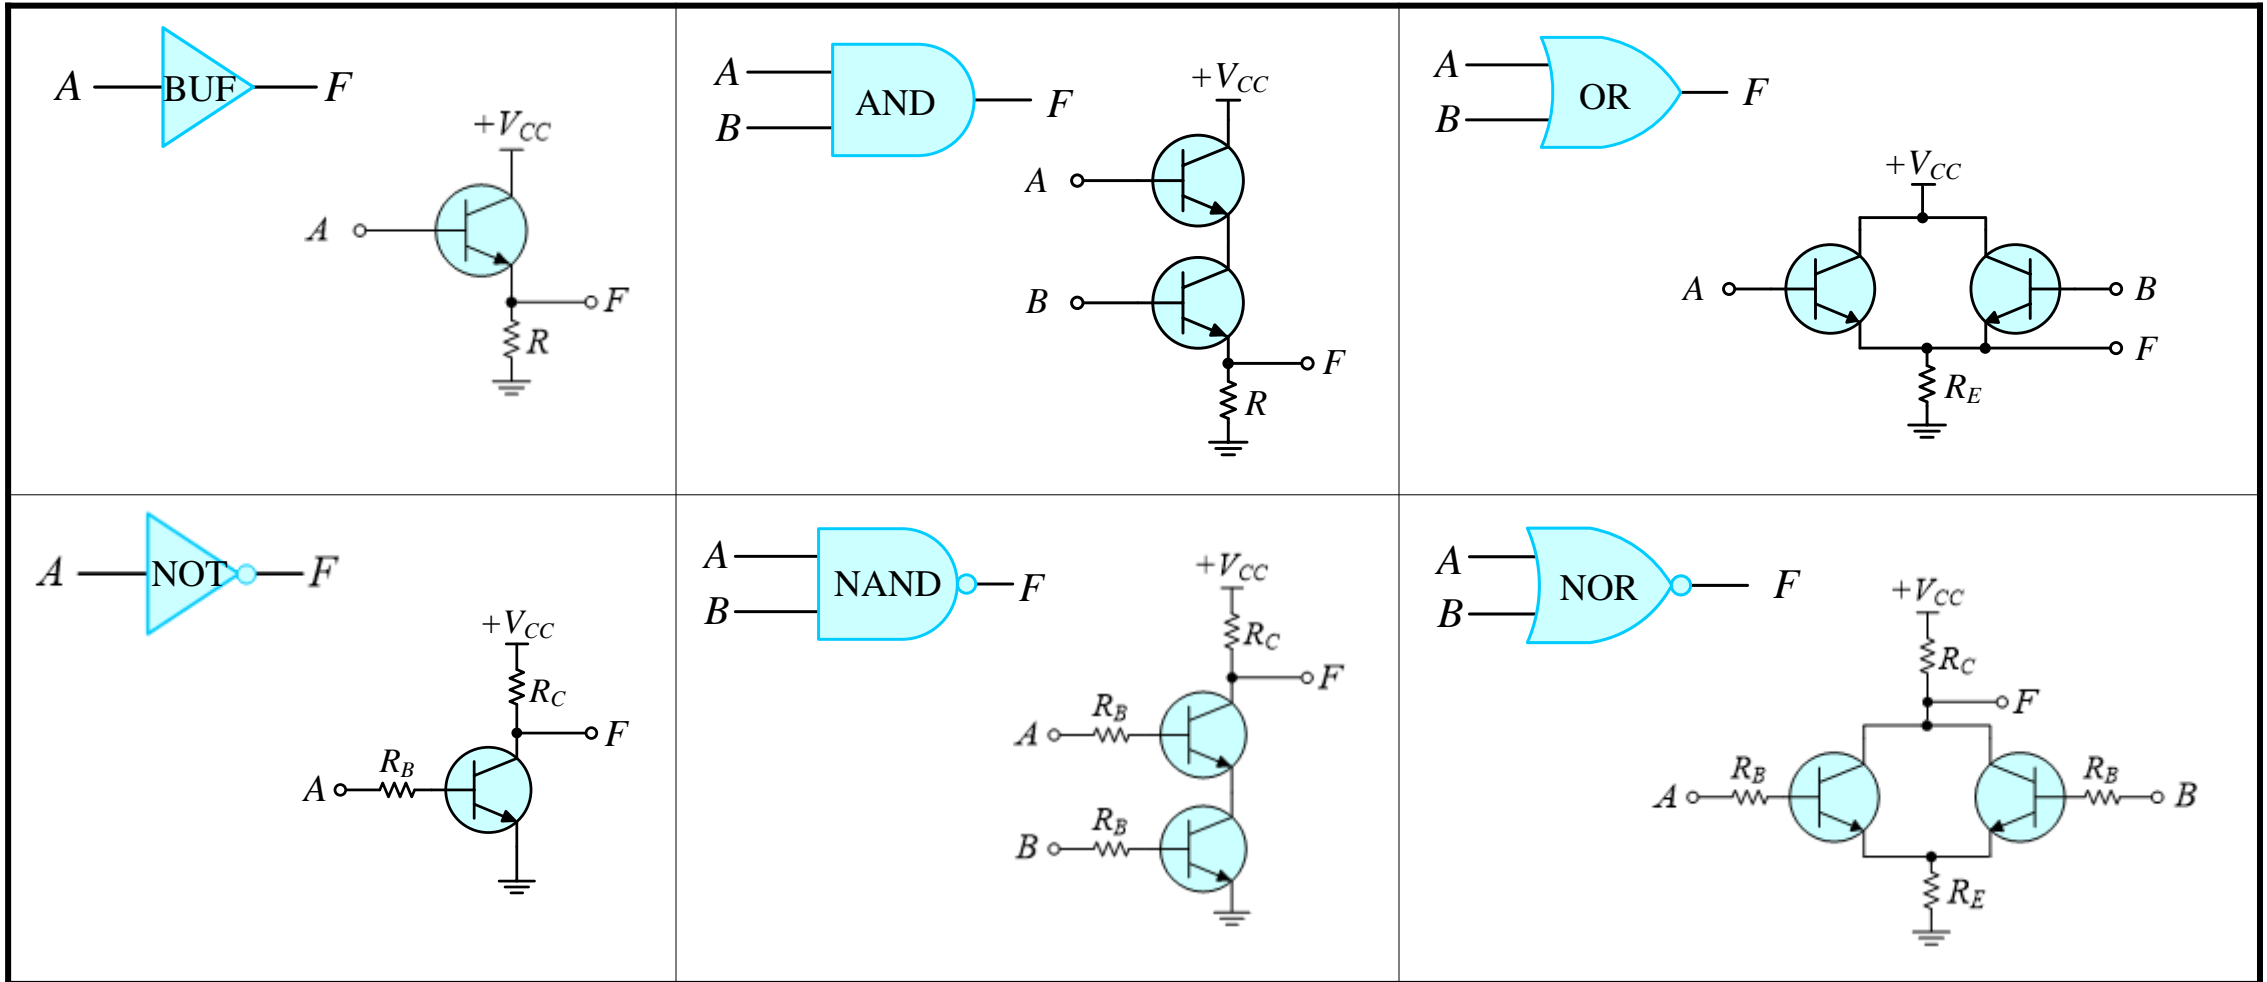 A BUF F
+VCC
A
F
R
A
B
AND
F
+VCC
A
B
F
R
A
B
OR
F
+VCC
A
B
F
RE
A NOT F
+VCC
RC
F
RB
A
A
B
NAND
F
+VCC
RC
F
RB
A
RB
B
A
B
NOR
F
+VCC
RC
F
RB
A
RB
B
RE